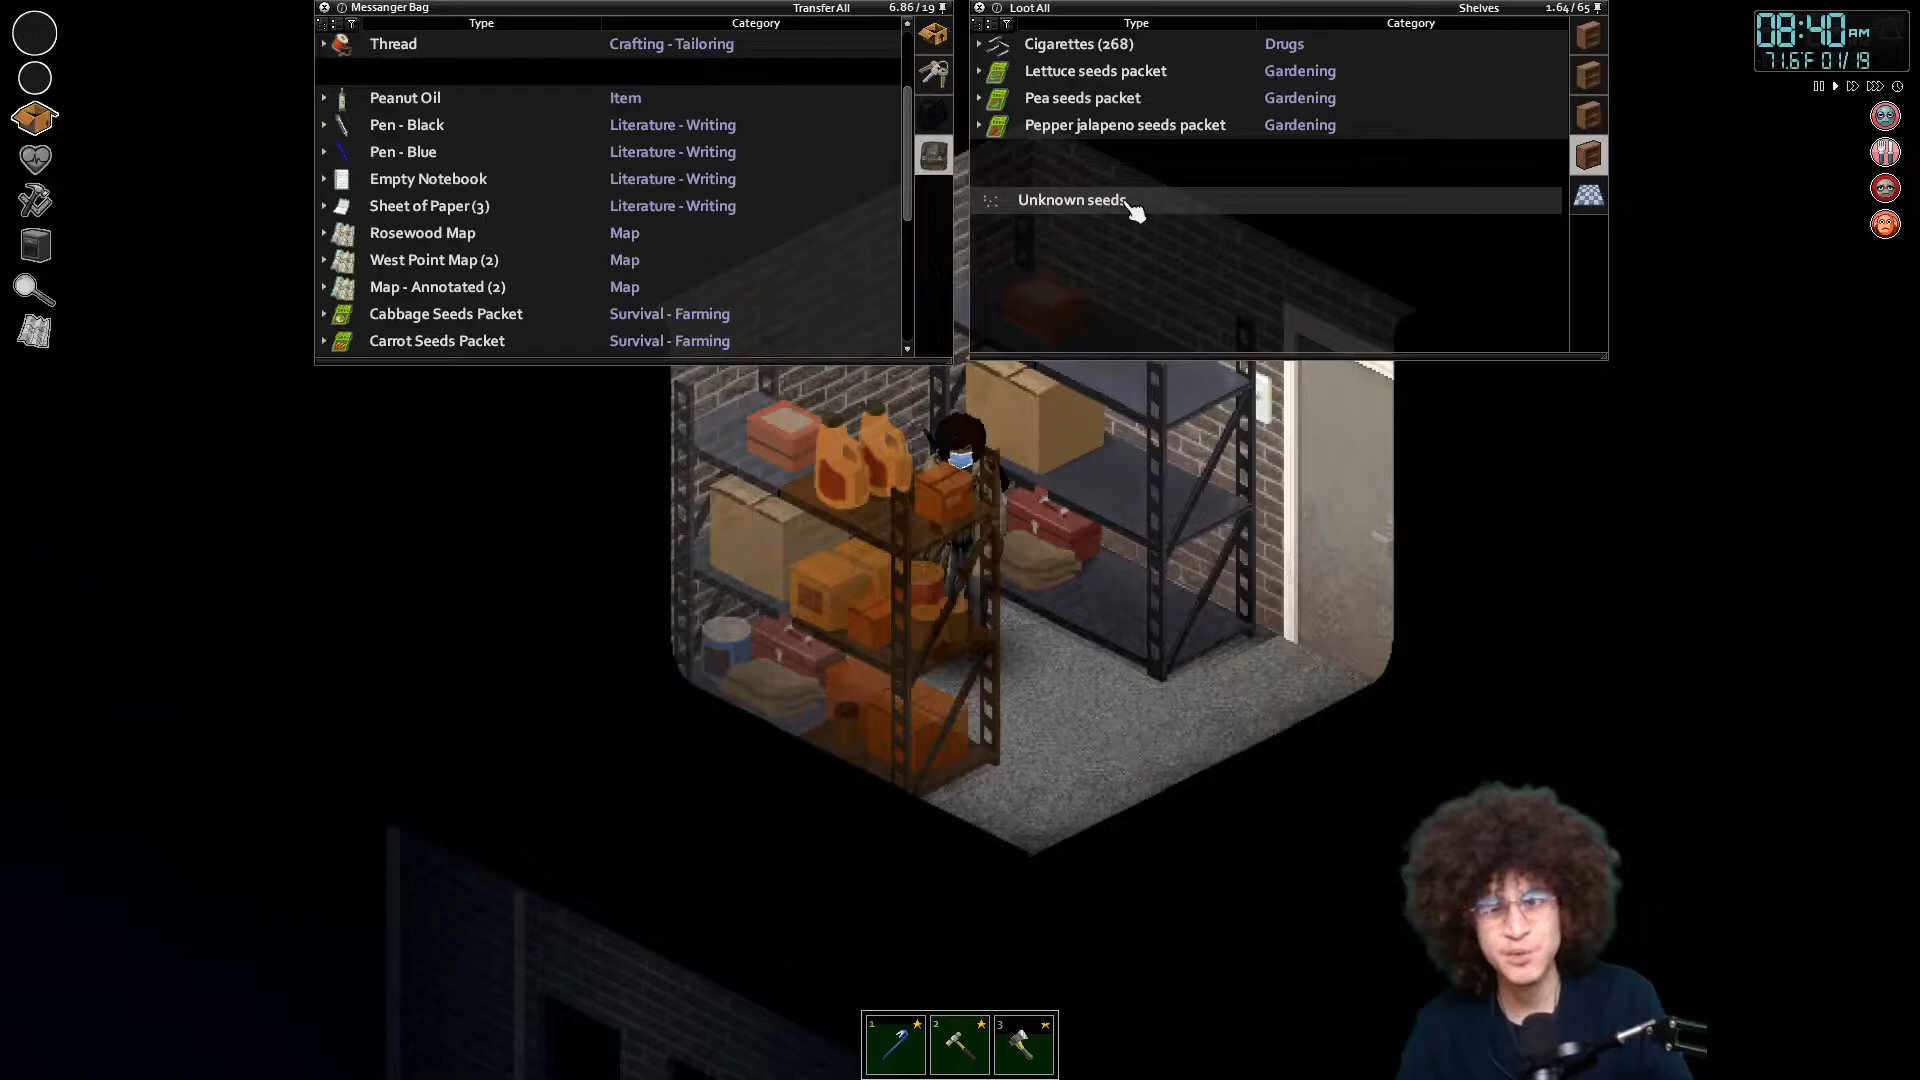 Messanger Bag Transfer All 6.86 / 19
Type Category
Thread Crafting - Tailoring
Peanut Oil Item
Pen - Black Literature - Writing
Pen - Blue Literature - Writing
Empty Notebook Literature - Writing
Sheet of Paper (3) Literature - Writing
Rosewood Map Map
West Point Map (2) Map
Map - Annotated (2) Map
Cabbage Seeds Packet Survival - Farming
Carrot Seeds Packet Survival - Farming
Loot All Shelves 1.64 / 65
Type Category
Cigarettes (268) Drugs
Lettuce seeds packet Gardening
Pea seeds packet Gardening
Pepper jalapeno seeds packet Gardening
Unknown seeds
08:40 AM
71.6°F 01/19
1 2 3